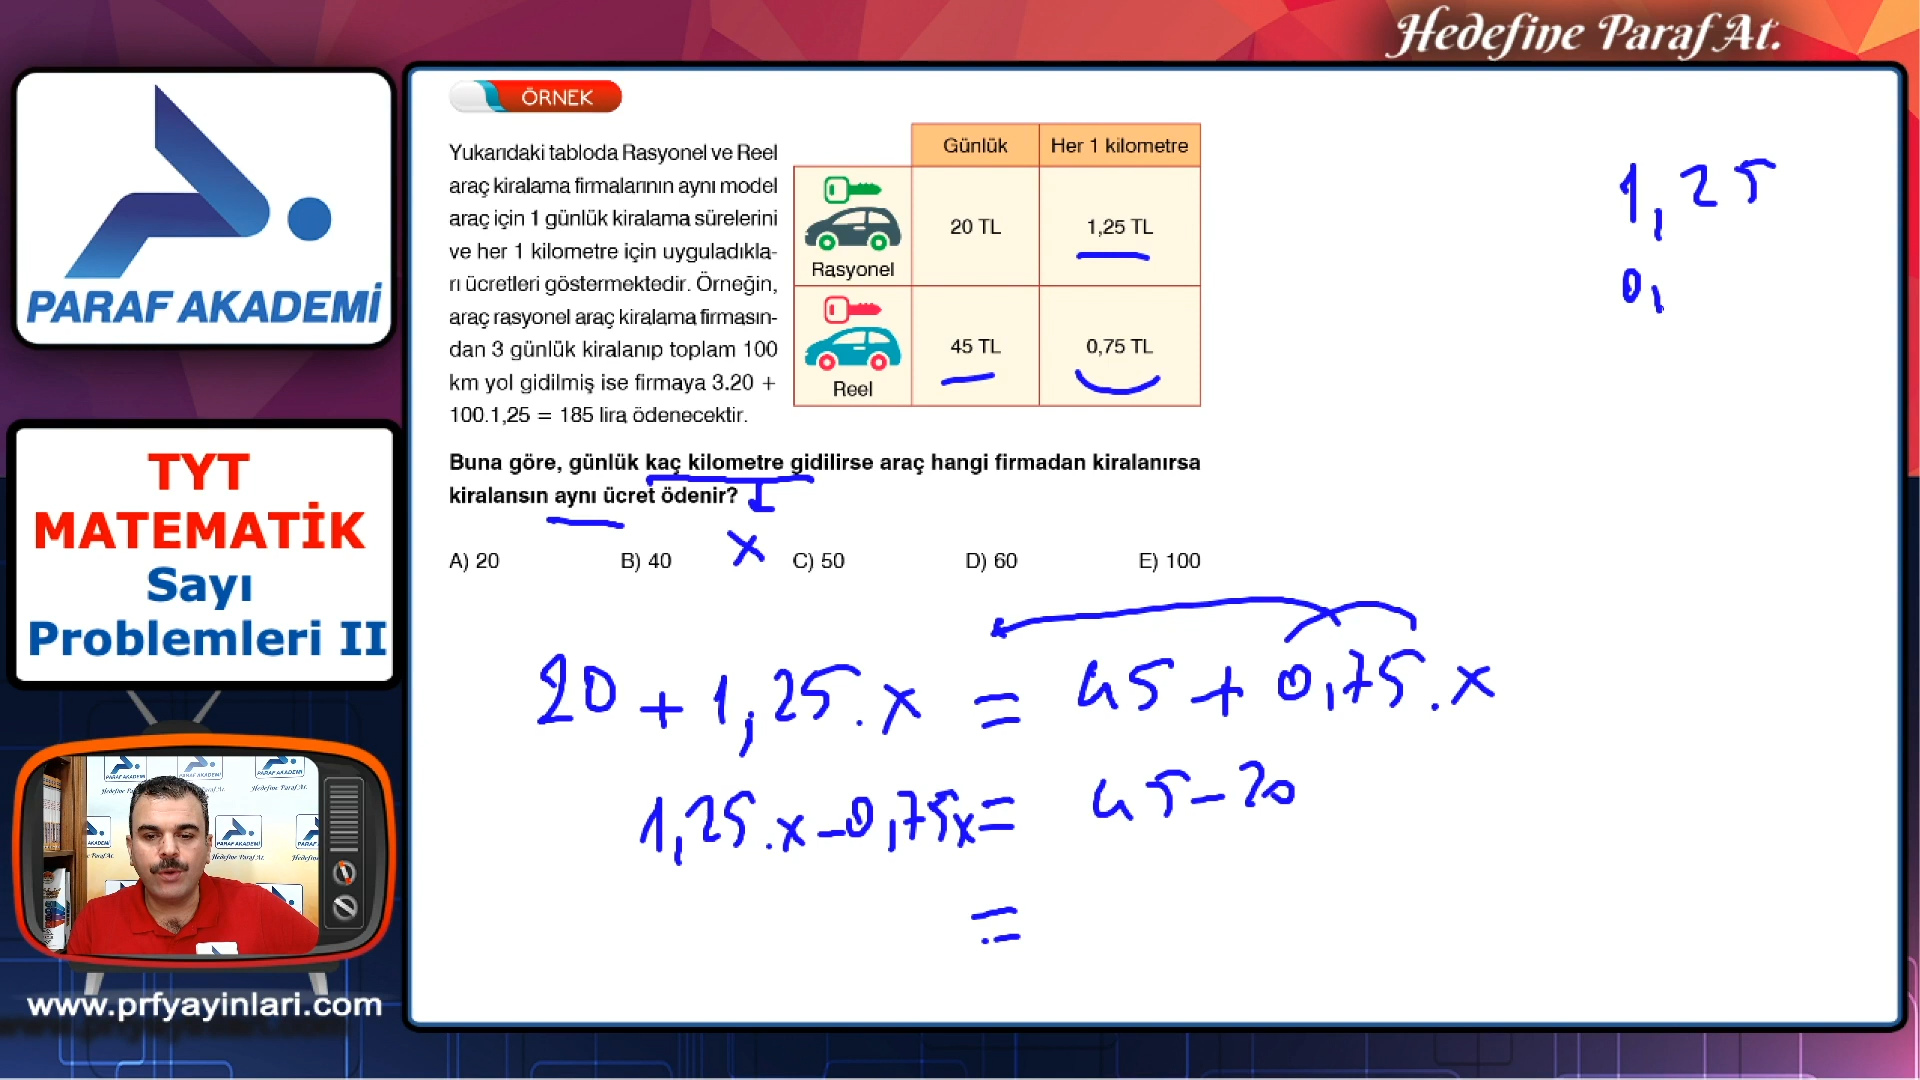 Hedefine Paraf At.
PARAF AKADEMİ
TYT
MATEMATİK
Sayı
Problemleri II
www.prfyayinlari.com
ÖRNEK
Yukarıdaki tabloda Rasyonel ve Reel
araç kiralama firmalarının aynı model
araç için 1 günlük kiralama sürelerini
ve her 1 kilometre için uyguladıkla-
rı ücretleri göstermektedir. Örneğin,
araç rasyonel araç kiralama firmasın-
dan 3 günlük kiralanıp toplam 100
km yol gidilmiş ise firmaya 3.20 +
100.1,25 = 185 lira ödenecektir.
Günlük Her 1 kilometre
Rasyonel 20 TL 1,25 TL
Reel 45 TL 0,75 TL
Buna göre, günlük kaç kilometre gidilirse araç hangi firmadan kiralanırsa
kiralansın aynı ücret ödenir?
x
A) 20 B) 40 C) 50 D) 60 E) 100
20 + 1,25.x = 45 + 0,75.x
1,25.x-0,75x= 45-20
=
1,25
0,